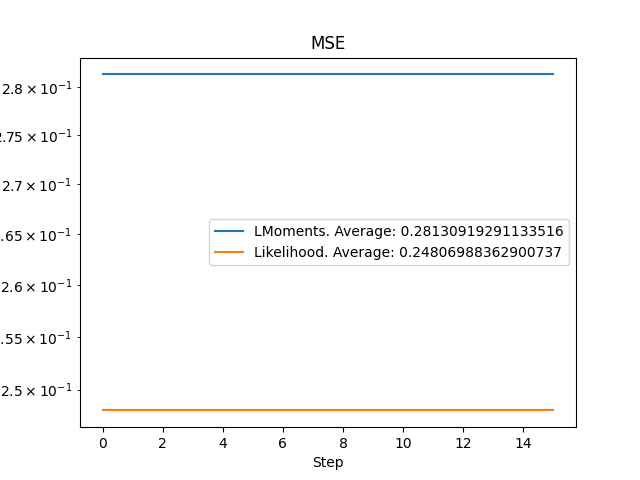 MSE
2.8 × 10⁻¹
2.75 × 10⁻¹
2.7 × 10⁻¹
.65 × 10⁻¹
2.6 × 10⁻¹
.55 × 10⁻¹
2.5 × 10⁻¹
LMoments. Average: 0.28130919291133516
Likelihood. Average: 0.24806988362900737
0 2 4 6 8 10 12 14
Step